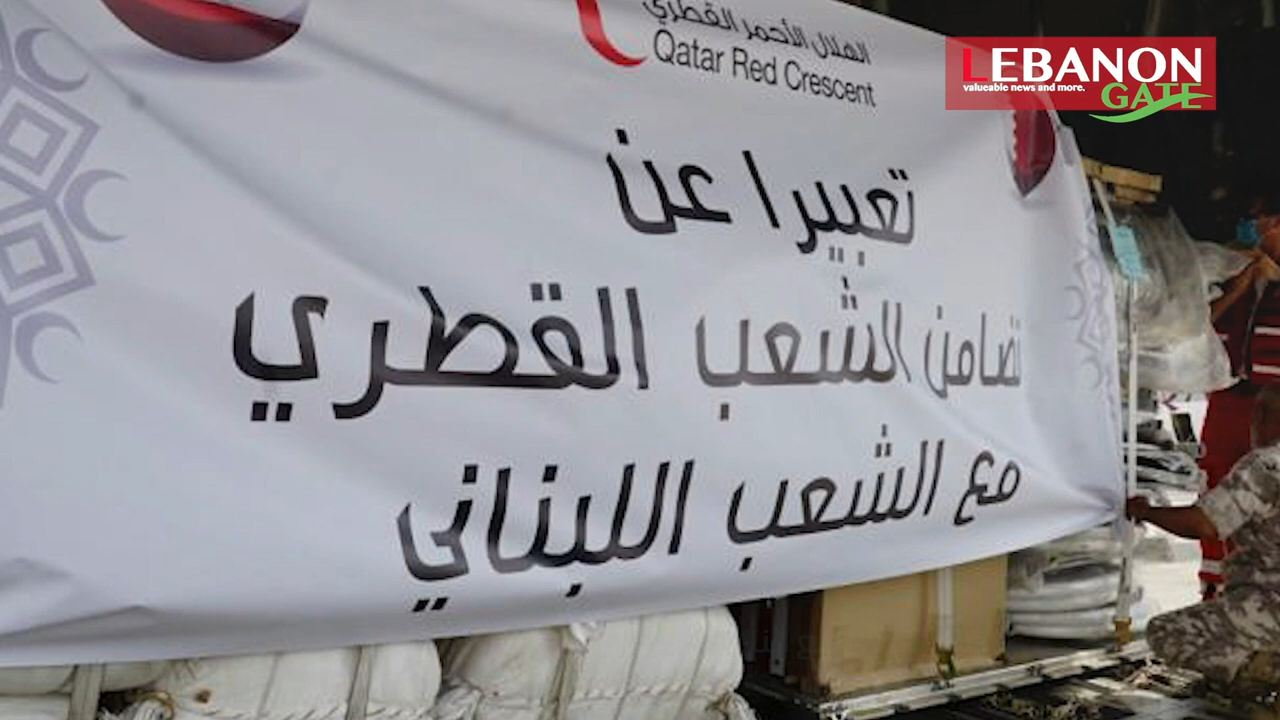 الهلال الأحمر القطري
Qatar Red Crescent
تعبيرا عن
تضامن الشعب القطري
مع الشعب اللبناني
LEBANON
valueable news and more.
GATE